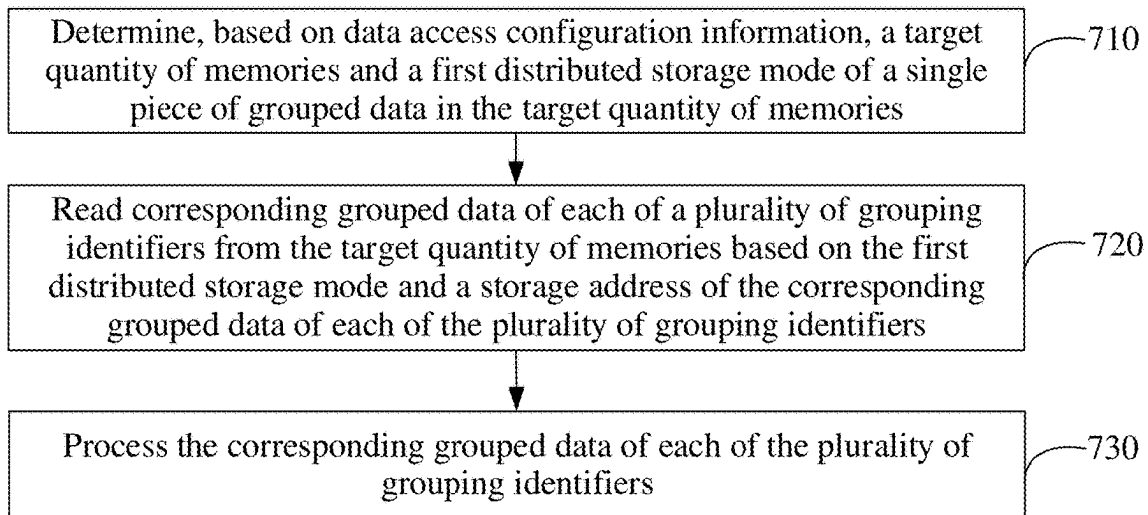 Determine, based on data access configuration information, a target
quantity of memories and a first distributed storage mode of a single
piece of grouped data in the target quantity of memories
710
Read corresponding grouped data of each of a plurality of grouping
identifiers from the target quantity of memories based on the first
distributed storage mode and a storage address of the corresponding
grouped data of each of the plurality of grouping identifiers
720
Process the corresponding grouped data of each of the plurality of
grouping identifiers
730